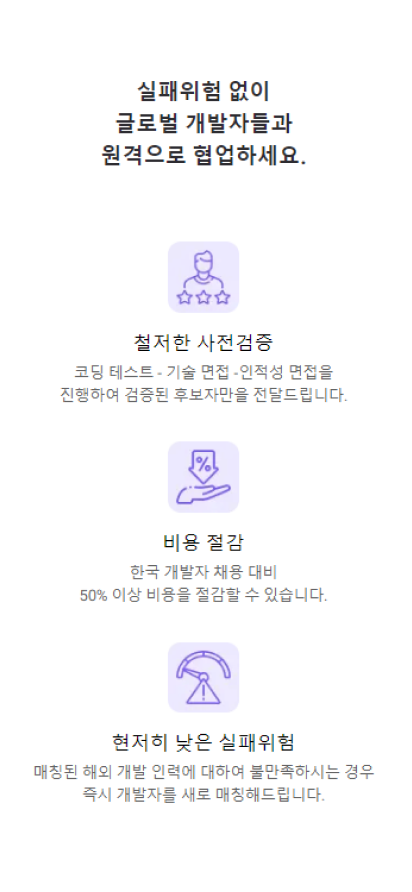 실패위험 없이
글로벌 개발자들과
원격으로 협업하세요.
철저한 사전검증
코딩 테스트 - 기술 면접 -인적성 면접을
진행하여 검증된 후보자만을 전달드립니다.
%
비용 절감
한국 개발자 채용 대비
50% 이상 비용을 절감할 수 있습니다.
현저히 낮은 실패위험
매칭된 해외 개발 인력에 대하여 불만족하시는 경우
즉시 개발자를 새로 매칭해드립니다.